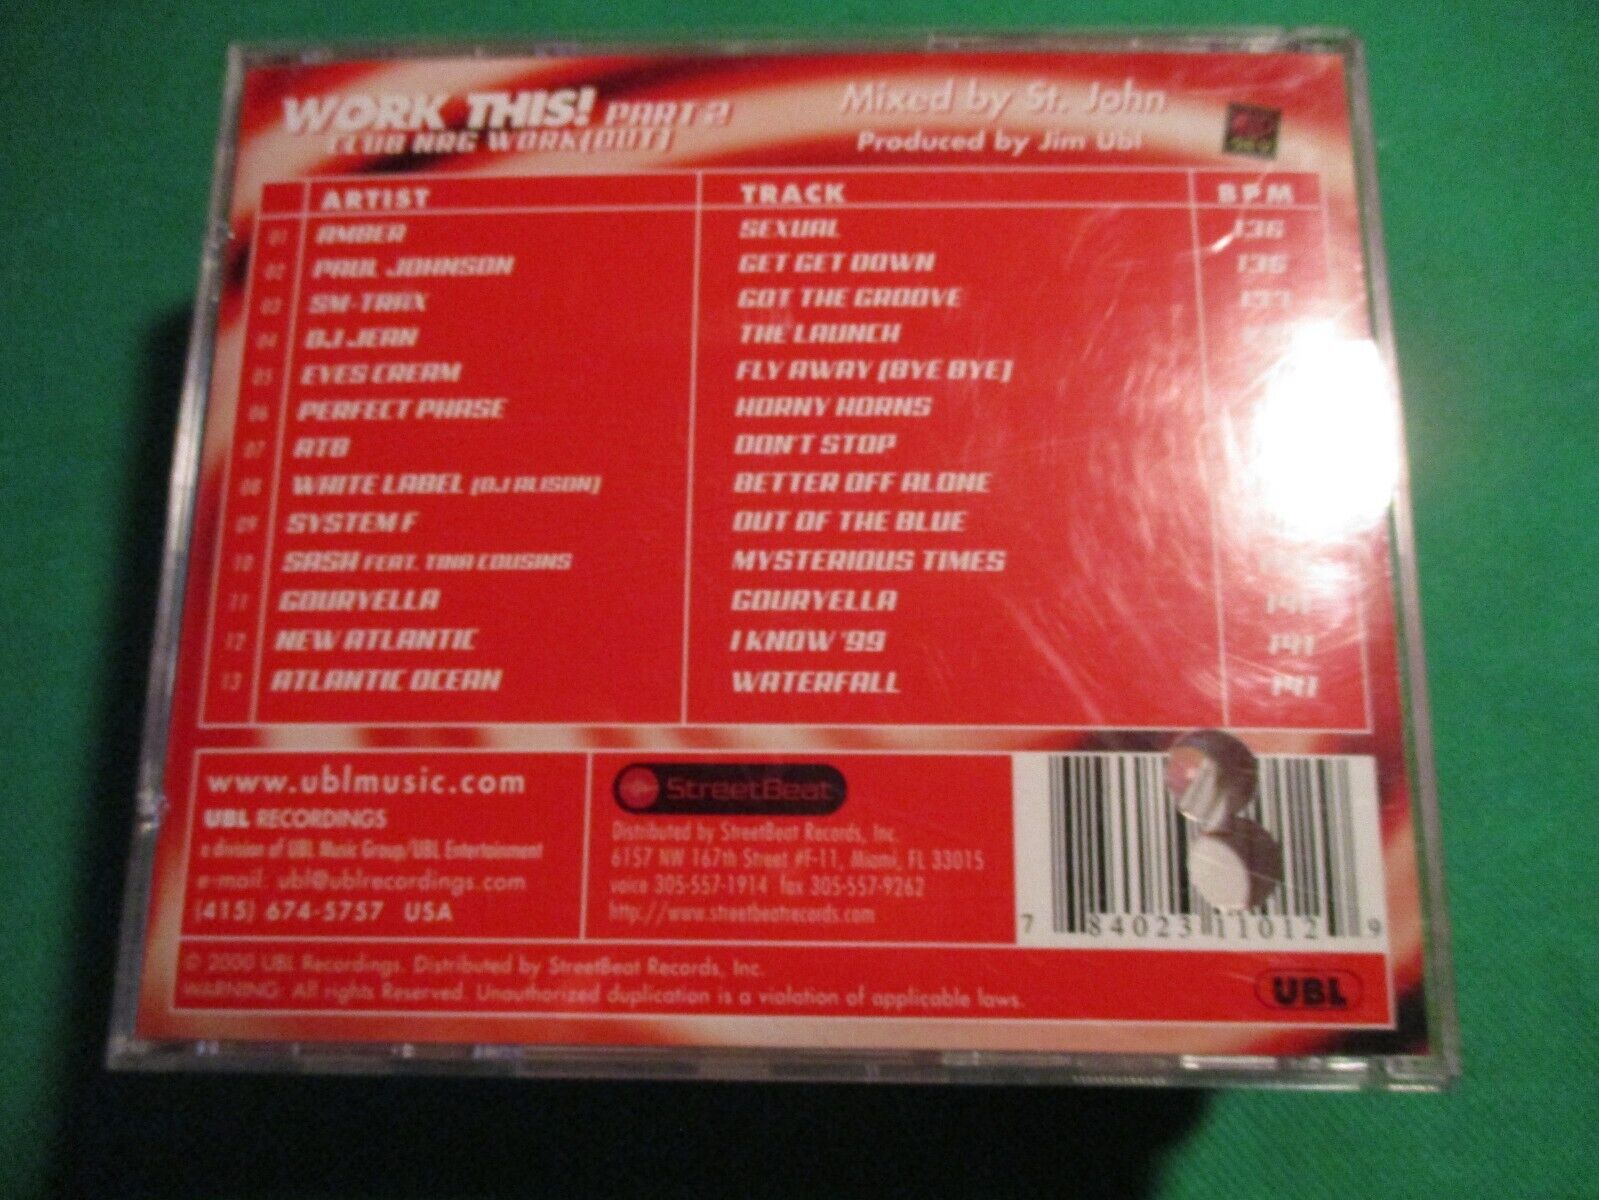 WORK THIS! PART 2
CLUB NRG WORK(OUT)
Mixed by St. John
Produced by Jim Ubl
ARTIST TRACK BPM
01 AMBER SEXUAL 136
02 PAUL JOHNSON GET GET DOWN 136
03 SM-TRAX GOT THE GROOVE 137
04 DJ JEAN THE LAUNCH
05 EYES CREAM FLY AWAY (BYE BYE)
06 PERFECT PHASE HORNY HORNS
07 ATB DON'T STOP
08 WHITE LABEL (DJ ALISON) BETTER OFF ALONE
09 SYSTEM F OUT OF THE BLUE
10 SASH FEAT. TINA COUSINS MYSTERIOUS TIMES
11 GOURYELLA GOURYELLA 141
12 NEW ATLANTIC I KNOW '99 141
13 ATLANTIC OCEAN WATERFALL 141
www.ublmusic.com
UBL RECORDINGS
a division of UBL Music Group/UBL Entertainment
e-mail: ubl@ublrecordings.com
(415) 674-5757 USA
StreetBeat
Distributed by StreetBeat Records, Inc.
6157 NW 167th Street #F-11, Miami, FL 33015
voice 305-557-1914 fax 305-557-9262
http://www.streetbeatrecords.com
7 84023 11012 9
© 2000 UBL Recordings. Distributed by StreetBeat Records, Inc.
WARNING: All rights Reserved. Unauthorized duplication is a violation of applicable laws.
UBL